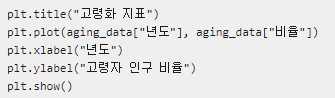 plt.title("고령화 지표")
plt.plot(aging_data["년도"], aging_data["비율"])
plt.xlabel("년도")
plt.ylabel("고령자 인구 비율")
plt.show()